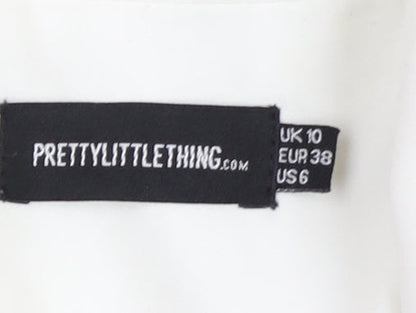 PRETTYLITTLETHING.COM
UK 10
EUR 38
US 6